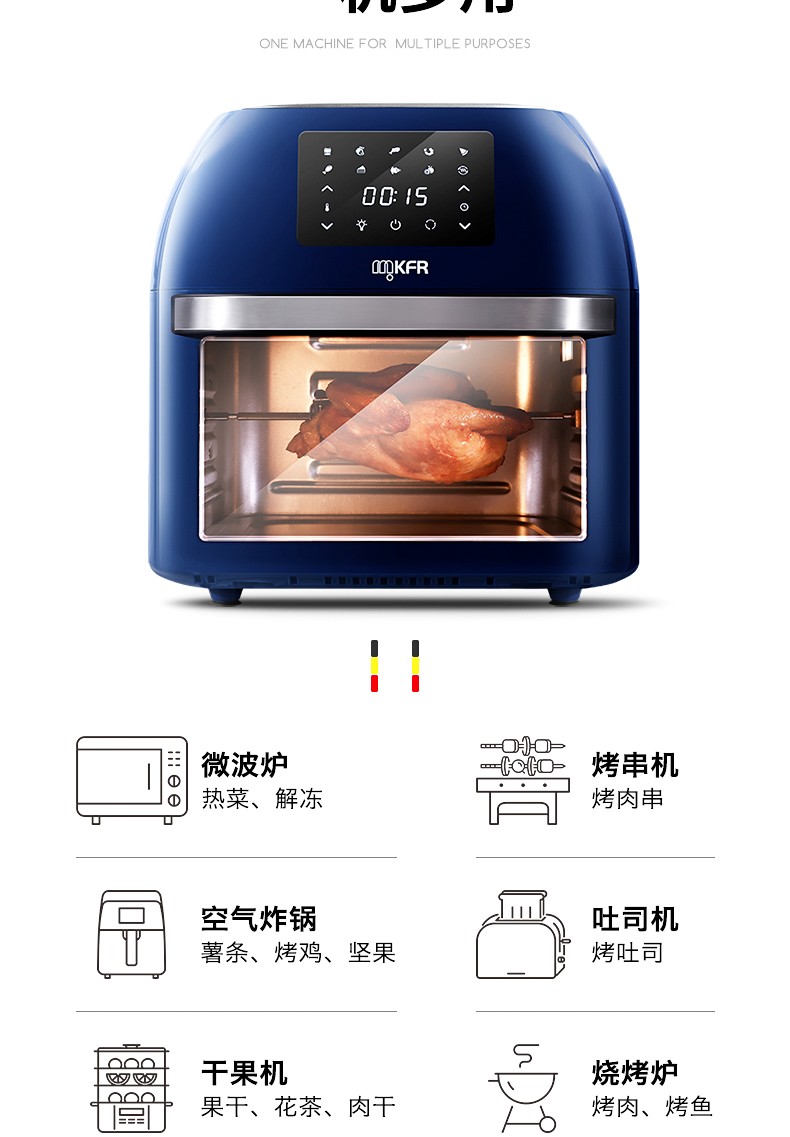 ONE MACHINE FOR MULTIPLE PURPOSES
00:15
KFR
微波炉
热菜、解冻
烤串机
烤肉串
空气炸锅
薯条、烤鸡、坚果
吐司机
烤吐司
干果机
果干、花茶、肉干
烧烤炉
烤肉、烤鱼